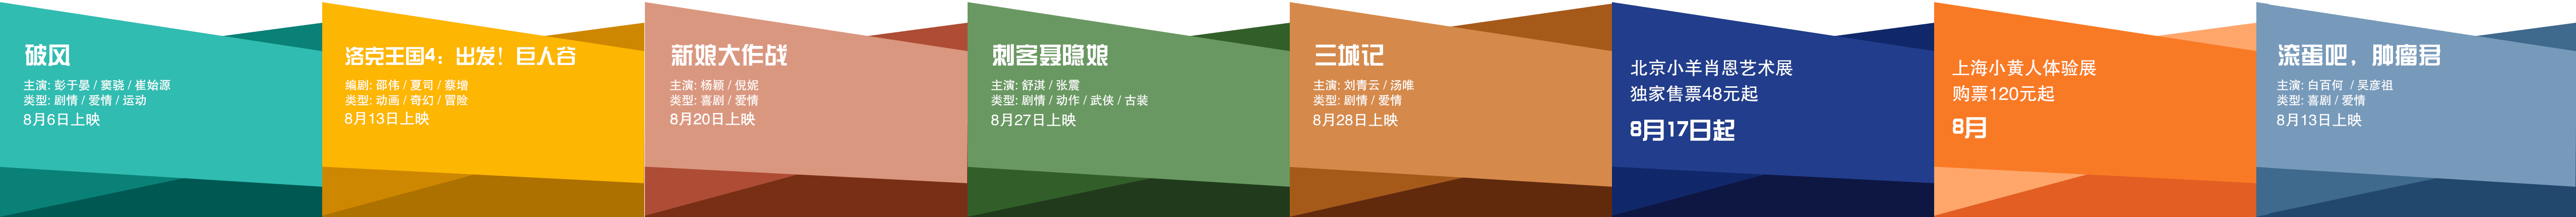 破风
主演: 彭于晏 / 窦骁 / 崔始源
类型: 剧情 / 爱情 / 运动
8月6日上映
洛克王国4：出发！巨人谷
编剧: 邵伟 / 夏司 / 蔡增
类型: 动画 / 奇幻 / 冒险
8月13日上映
新娘大作战
主演: 杨颖 / 倪妮
类型: 喜剧 / 爱情
8月20日上映
刺客聂隐娘
主演: 舒淇 / 张震
类型: 剧情 / 动作 / 武侠 / 古装
8月27日上映
三城记
主演: 刘青云 / 汤唯
类型: 剧情 / 爱情
8月28日上映
北京小羊肖恩艺术展
独家售票48元起
8月17日起
上海小黄人体验展
购票120元起
8月
滚蛋吧，肿瘤君
主演: 白百何 / 吴彦祖
类型: 喜剧 / 爱情
8月13日上映